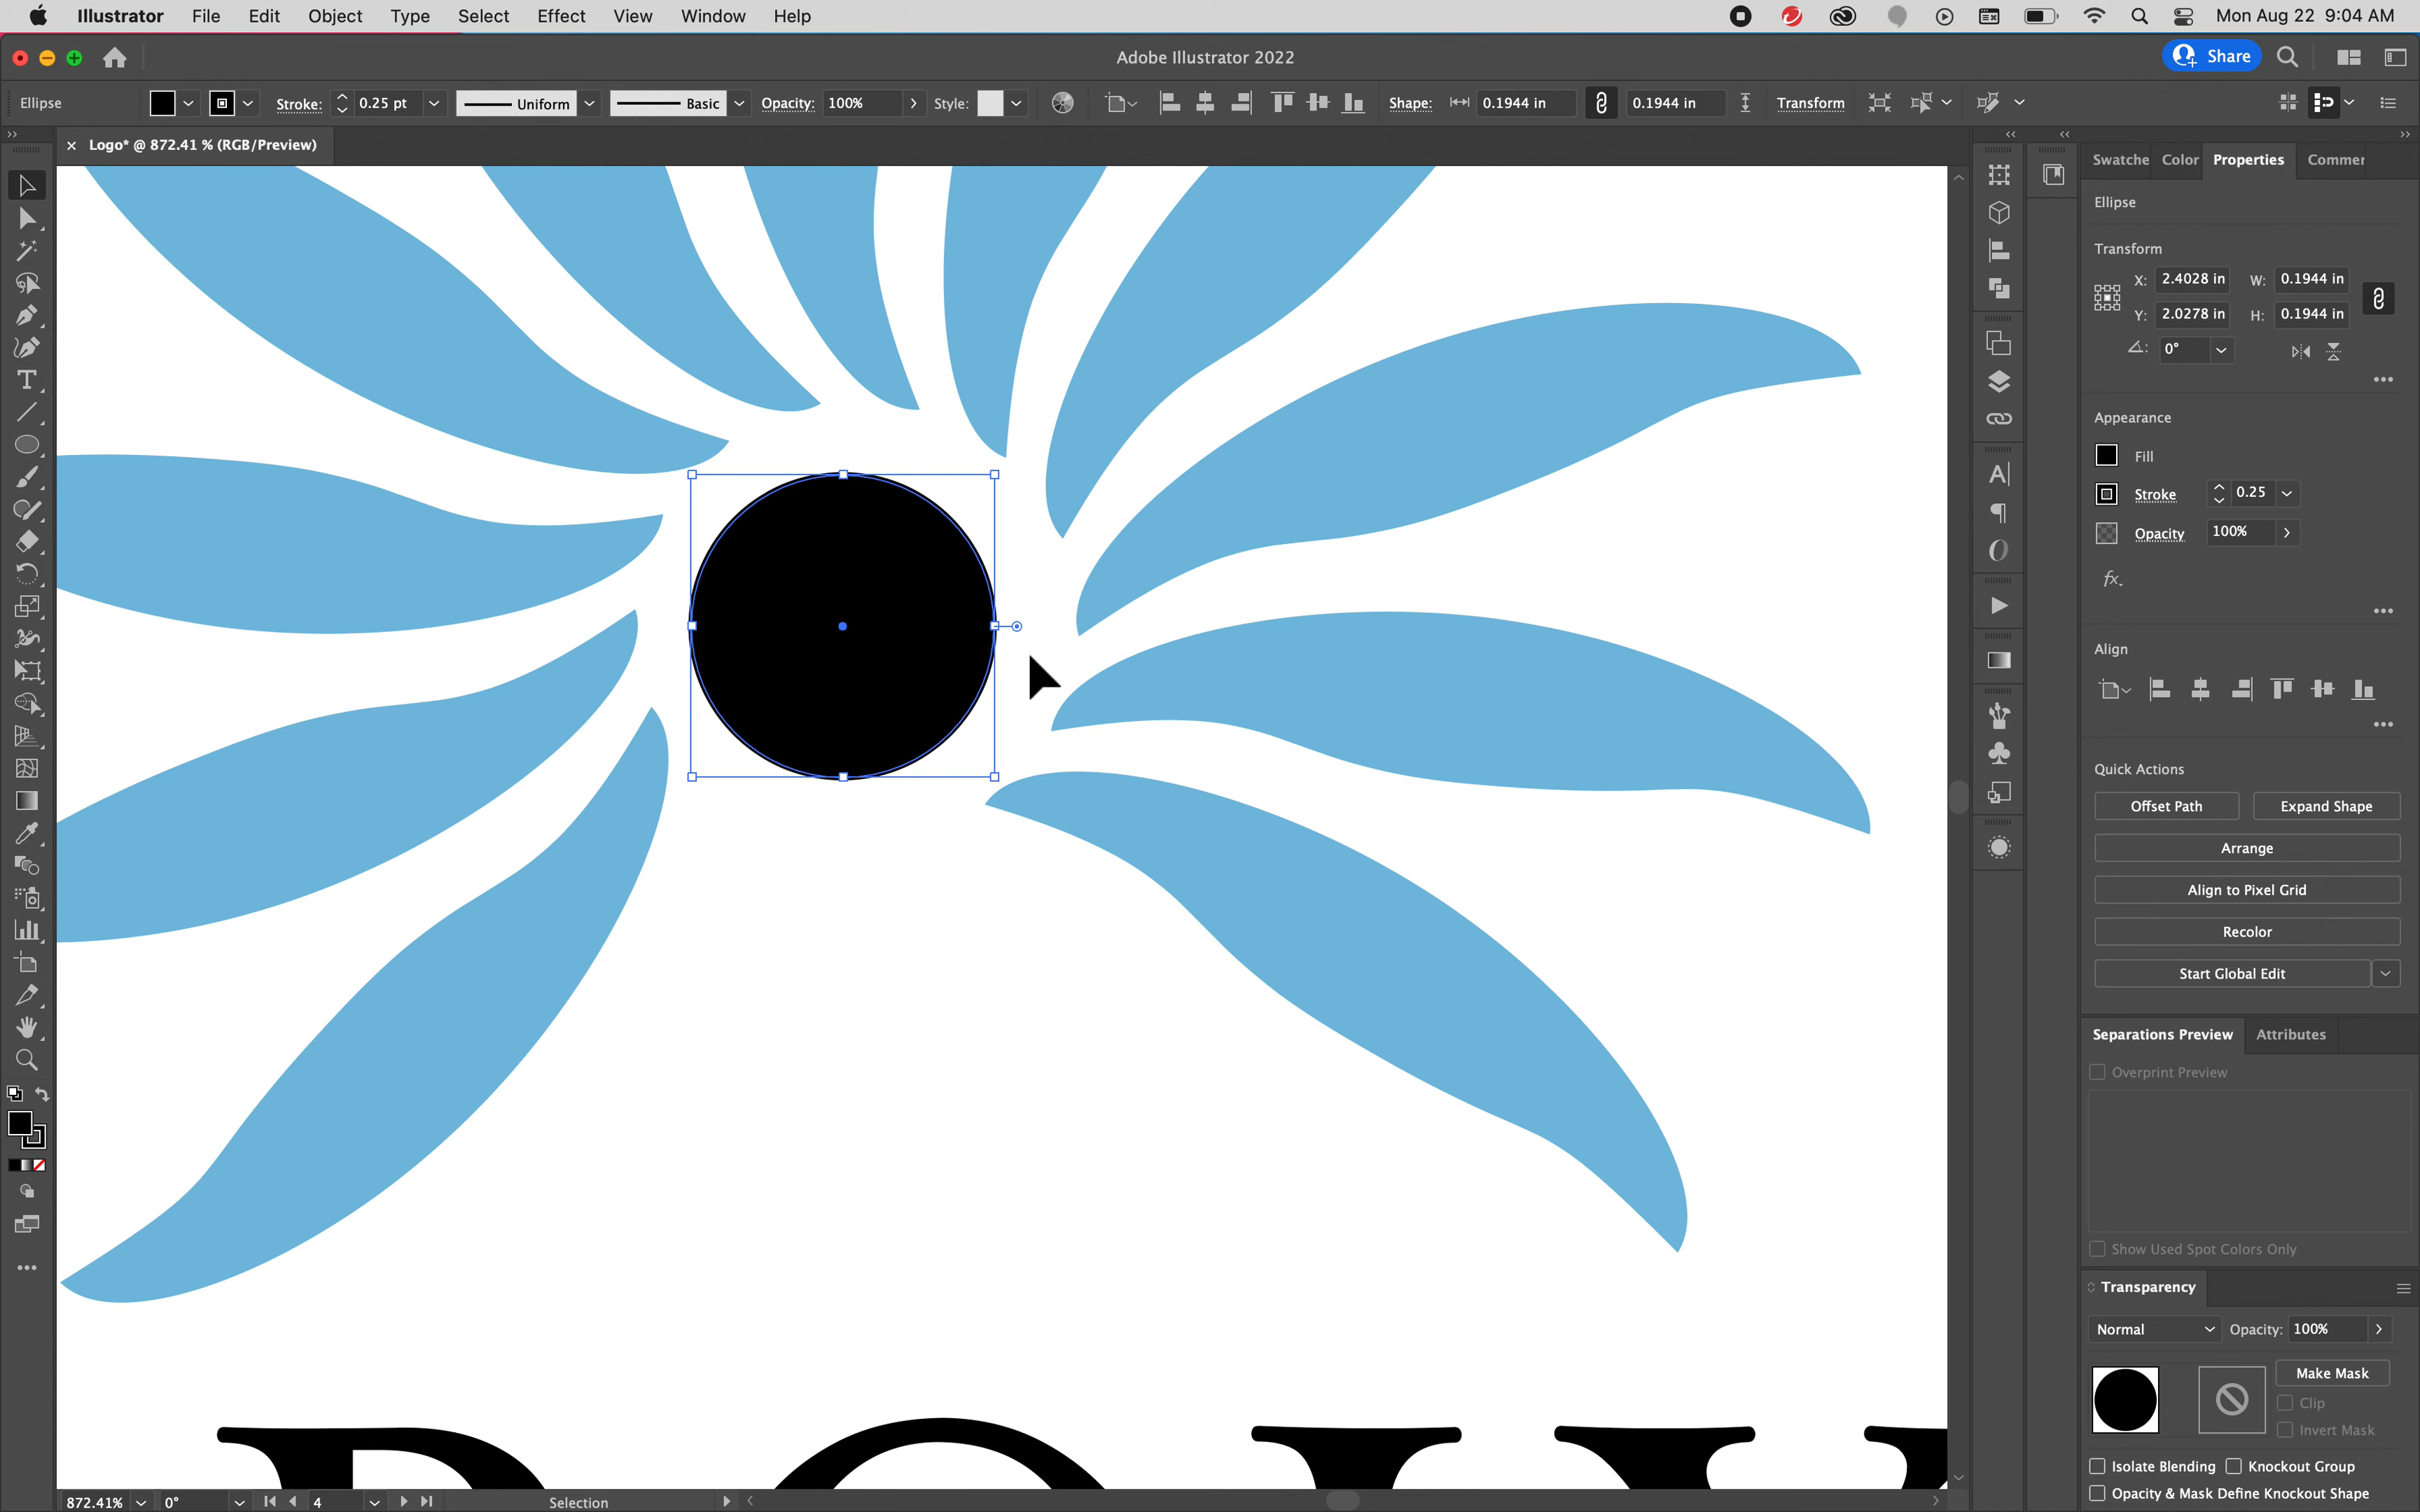 Illustrator File Edit Object Type Select Effect View Window Help Mon Aug 22 9:04 AM
Adobe Illustrator 2022 Share
Ellipse Stroke: 0.25 pt Uniform Basic Opacity: 100% Style: Shape: 0.1944 in 0.1944 in Transform
× Logo* @ 872.41 % (RGB/Preview)
Swatche Color Properties Commer
Ellipse
Transform
X: 2.4028 in W: 0.1944 in
Y: 2.0278 in H: 0.1944 in
0°
Appearance
Fill
Stroke 0.25
Opacity 100%
fx.
Align
Quick Actions
Offset Path Expand Shape
Arrange
Align to Pixel Grid
Recolor
Start Global Edit
Separations Preview Attributes
Overprint Preview
Show Used Spot Colors Only
Transparency
Normal Opacity: 100%
Make Mask
Clip
Invert Mask
Isolate Blending Knockout Group
Opacity & Mask Define Knockout Shape
872.41% 0° 4 Selection